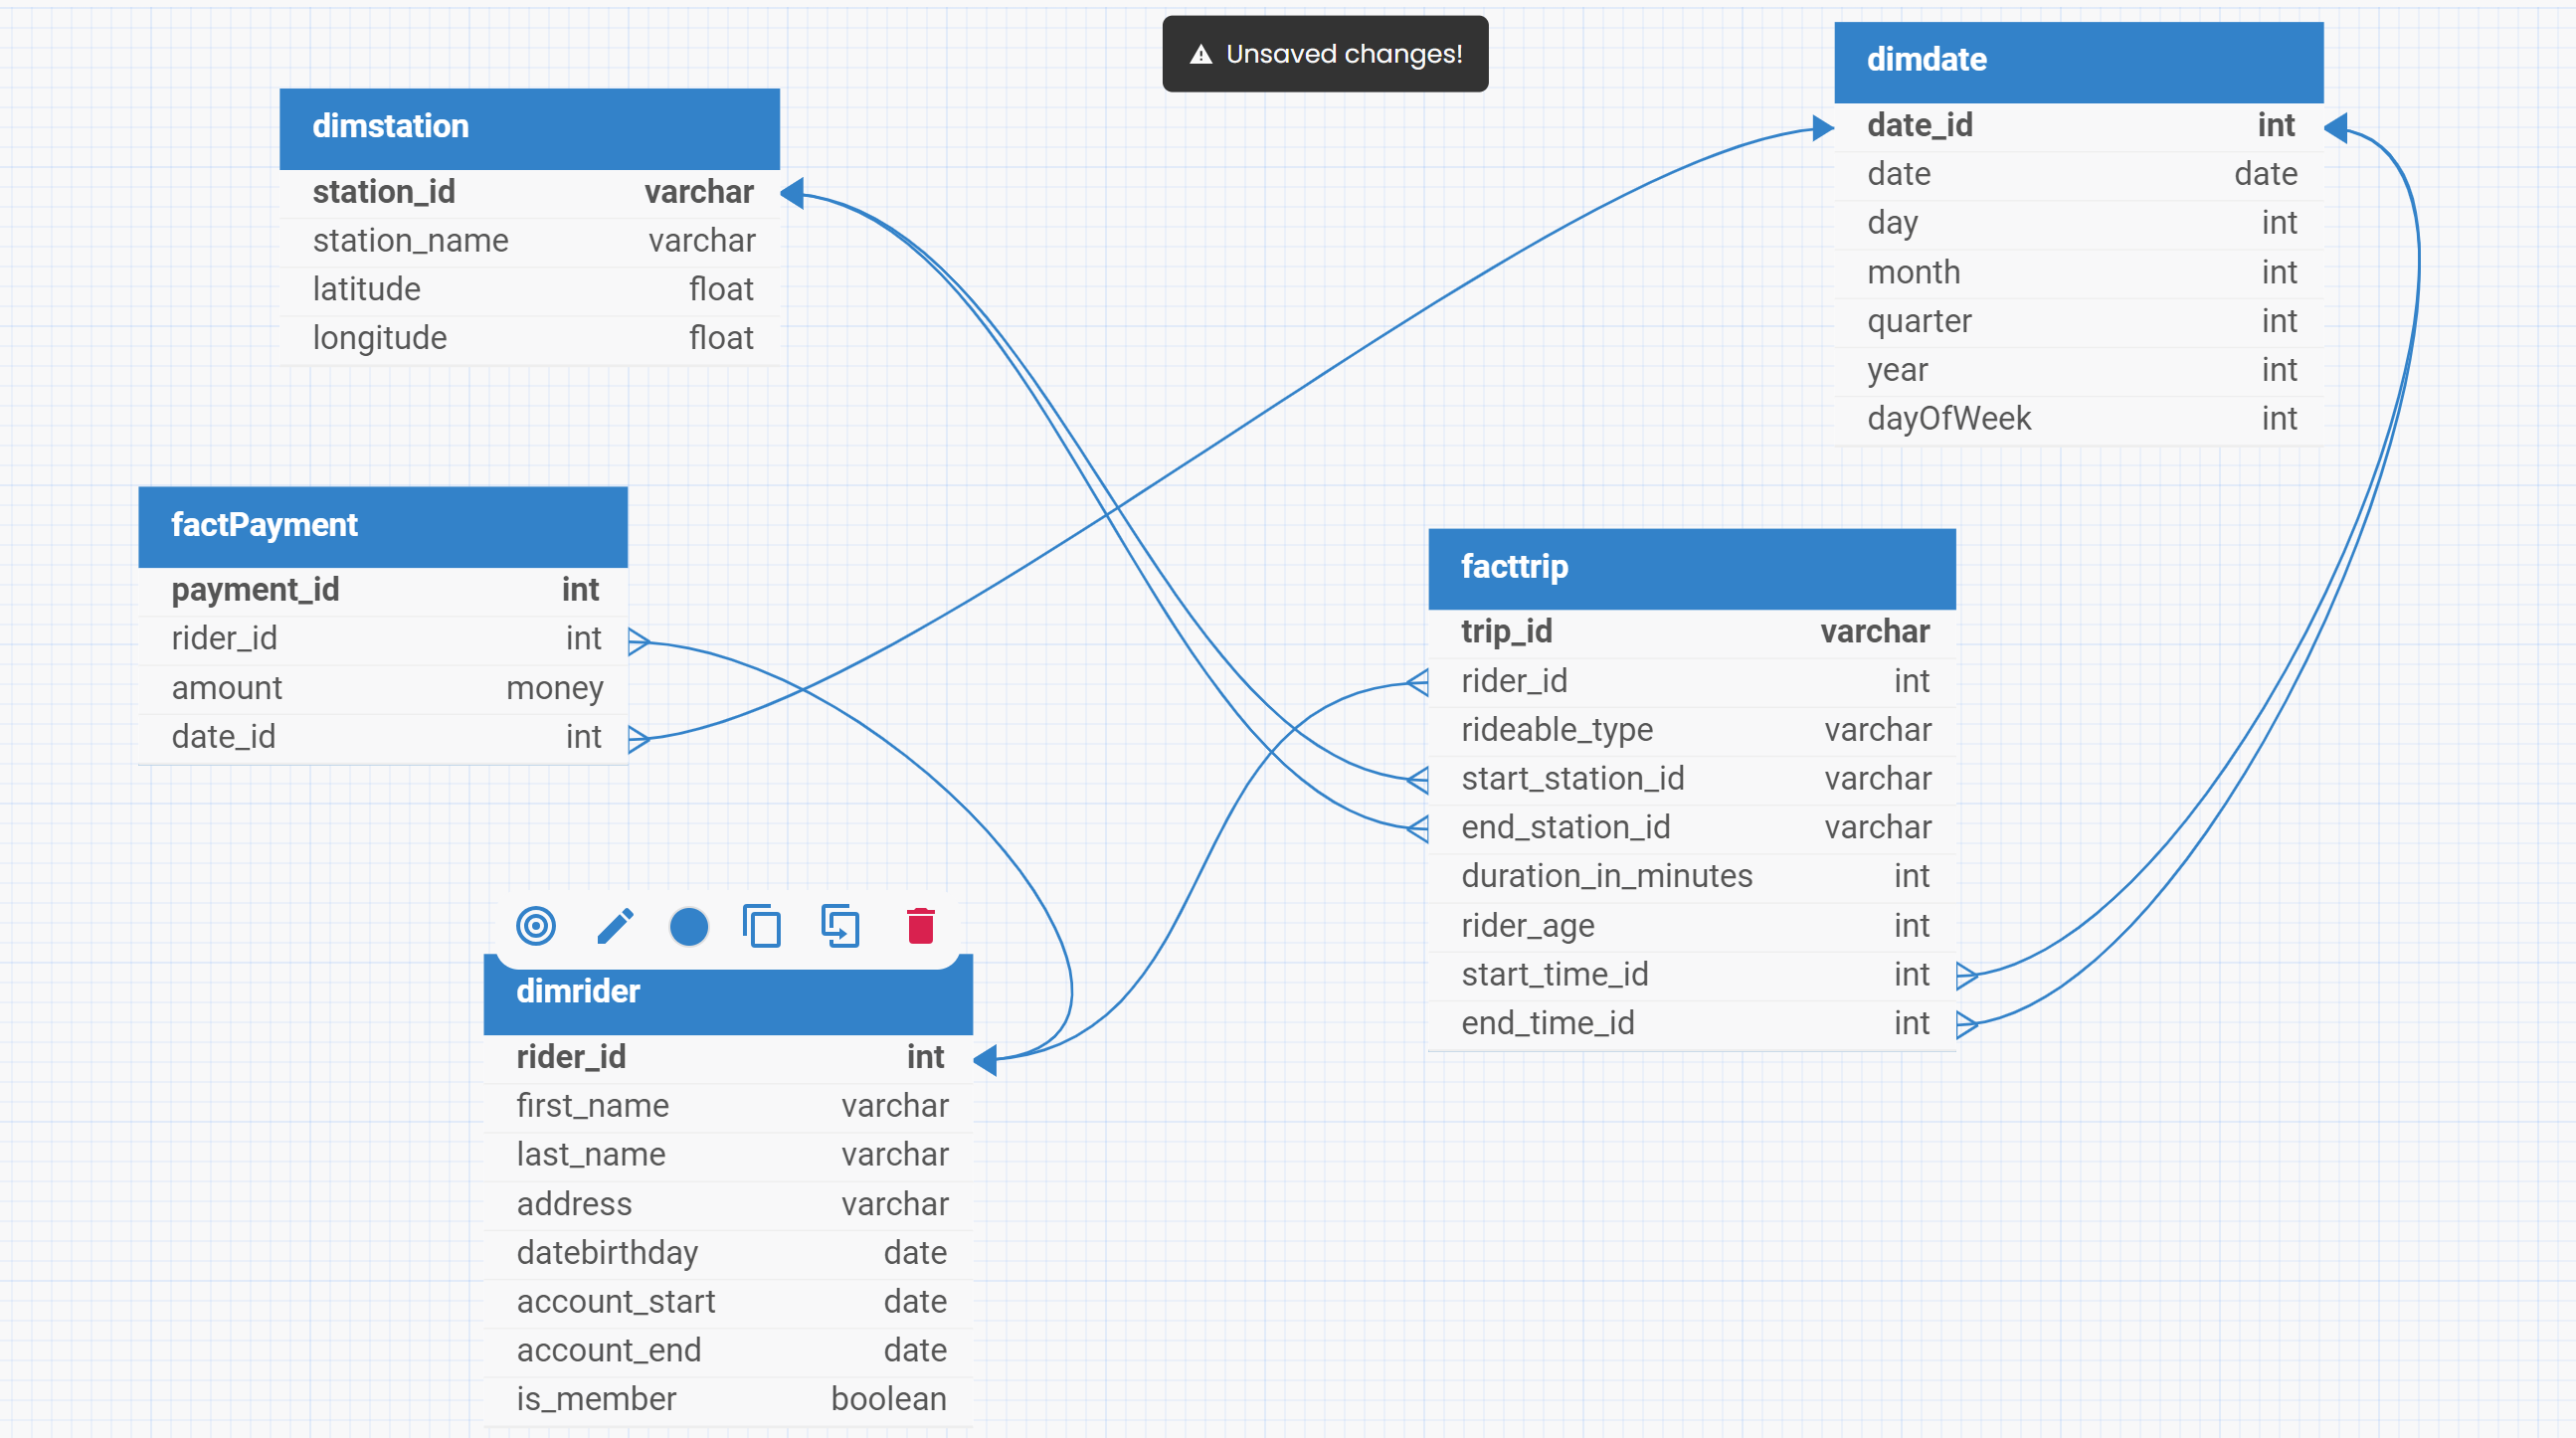 Unsaved changes!
dimstation
station_id varchar
station_name varchar
latitude float
longitude float
dimdate
date_id int
date date
day int
month int
quarter int
year int
dayOfWeek int
factPayment
payment_id int
rider_id int
amount money
date_id int
facttrip
trip_id varchar
rider_id int
rideable_type varchar
start_station_id varchar
end_station_id varchar
duration_in_minutes int
rider_age int
start_time_id int
end_time_id int
dimrider
rider_id int
first_name varchar
last_name varchar
address varchar
datebirthday date
account_start date
account_end date
is_member boolean